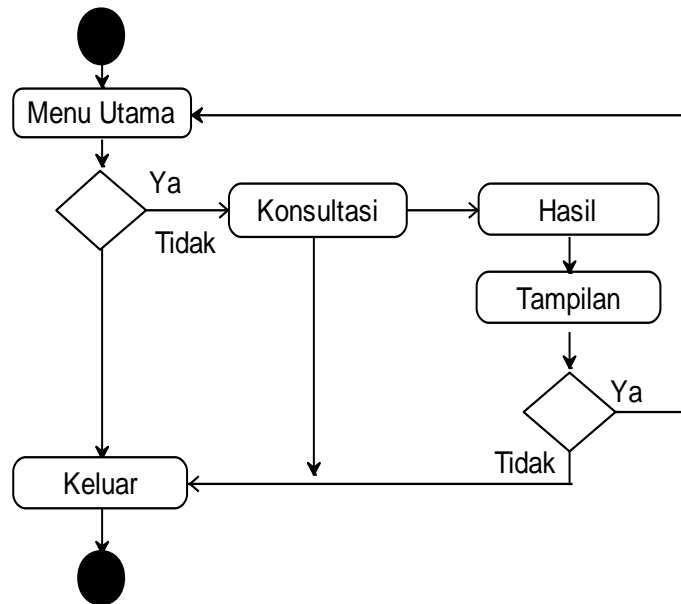 Menu Utama
Ya
Konsultasi
Hasil
Tidak
Tampilan
Ya
Tidak
Keluar